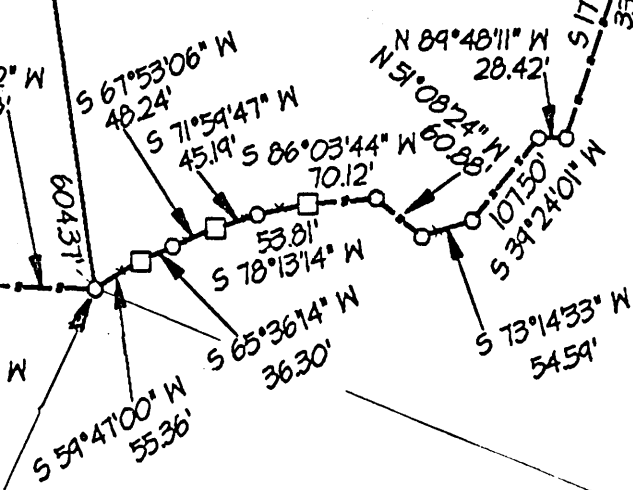 N 89°48'11" W
28.42'
S 17
N 51°08'24" W
60.88'
S 67°53'06" W
48.24'
S 71°59'47" W
45.19'
S 86°03'44" W
70.12'
53.81'
S 78°13'14" W
107.50'
S 39°24'01" W
604.37'
S 65°36'14" W
36.30'
S 73°14'33" W
54.59'
S 59°47'00" W
55.36'
W